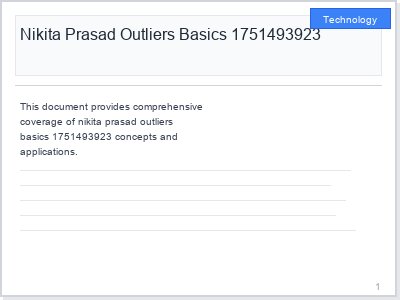 Technology
Nikita Prasad Outliers Basics 1751493923
This document provides comprehensive
coverage of nikita prasad outliers
basics 1751493923 concepts and
applications.
1